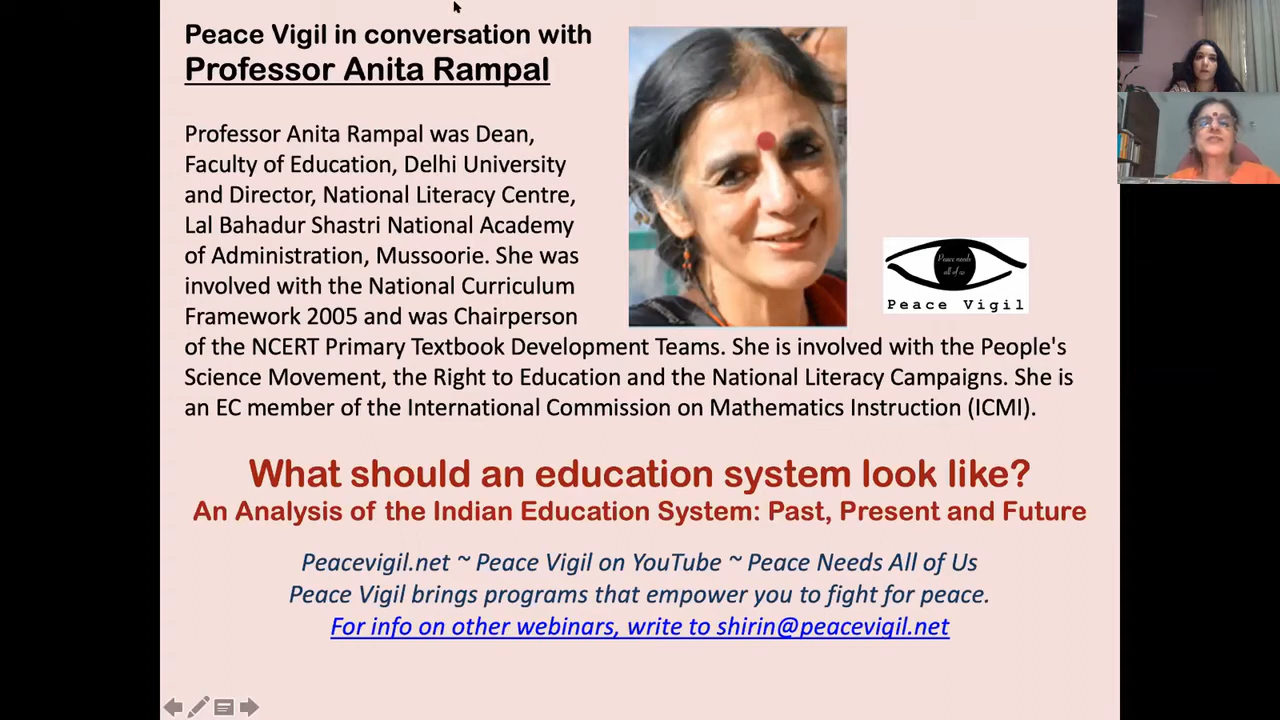 Peace Vigil in conversation with
Professor Anita Rampal
Professor Anita Rampal was Dean,
Faculty of Education, Delhi University
and Director, National Literacy Centre,
Lal Bahadur Shastri National Academy
of Administration, Mussoorie. She was
involved with the National Curriculum
Framework 2005 and was Chairperson
of the NCERT Primary Textbook Development Teams. She is involved with the People's
Science Movement, the Right to Education and the National Literacy Campaigns. She is
an EC member of the International Commission on Mathematics Instruction (ICMI).
Peace needs
all of us
Peace Vigil
What should an education system look like?
An Analysis of the Indian Education System: Past, Present and Future
Peacevigil.net ~ Peace Vigil on YouTube ~ Peace Needs All of Us
Peace Vigil brings programs that empower you to fight for peace.
For info on other webinars, write to shirin@peacevigil.net